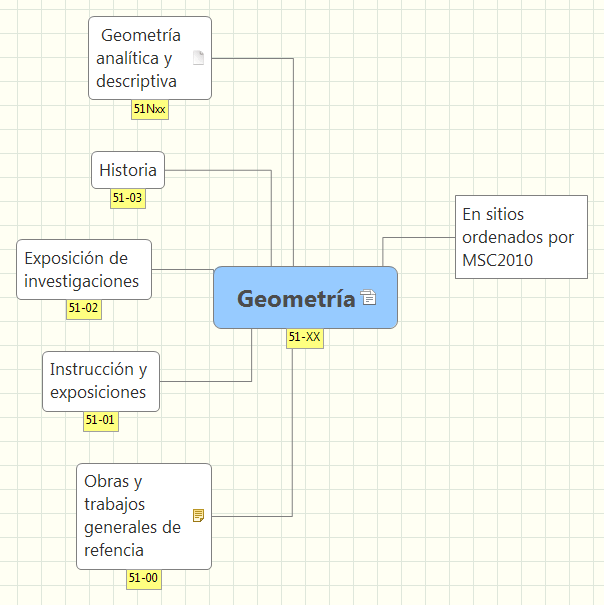 Geometría
analítica y
descriptiva
51Nxx
Historia
51-03
En sitios
ordenados por
MSC2010
Exposición de
investigaciones
51-02
Geometría
51-XX
Instrucción y
exposiciones
51-01
Obras y
trabajos
generales de
refencia
51-00